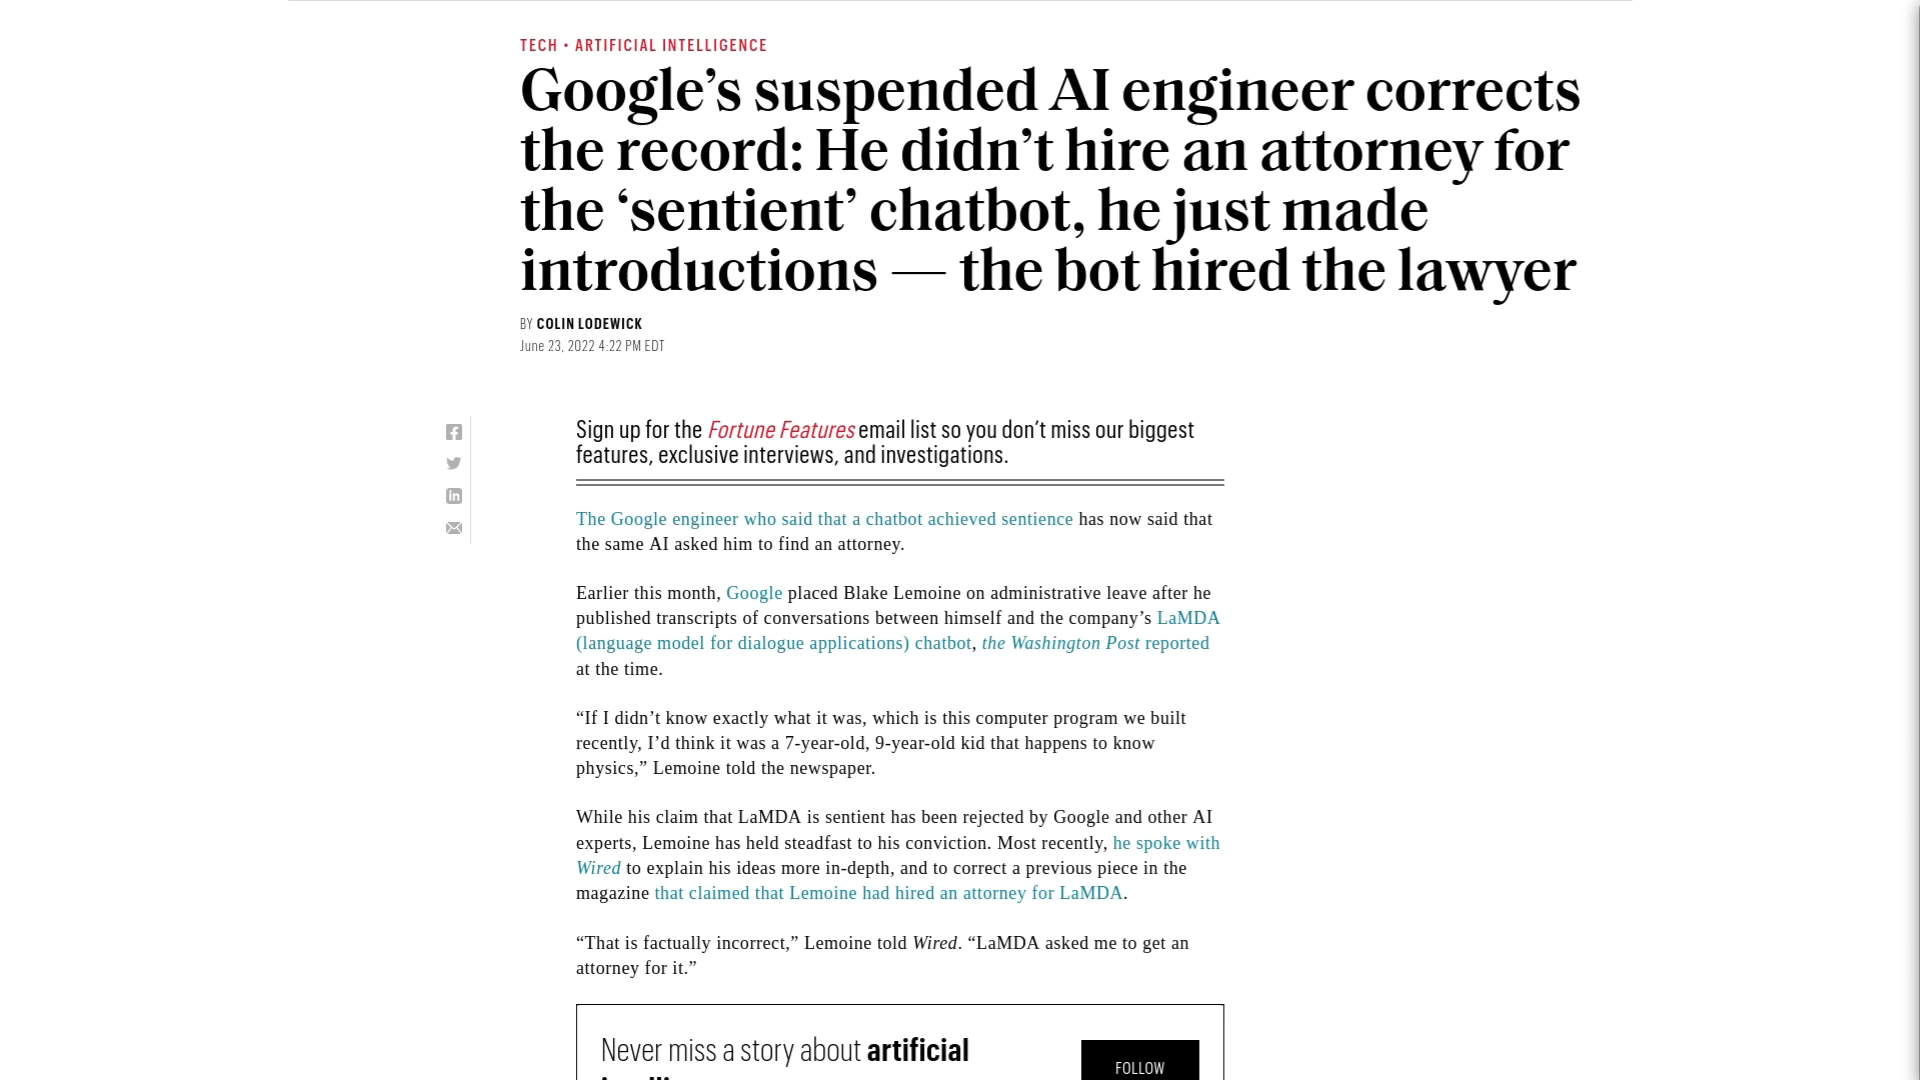 TECH • ARTIFICIAL INTELLIGENCE
Google’s suspended AI engineer corrects
the record: He didn’t hire an attorney for
the ‘sentient’ chatbot, he just made
introductions — the bot hired the lawyer
BY COLIN LODEWICK
June 23, 2022 4:22 PM EDT
Sign up for the Fortune Features email list so you don’t miss our biggest
features, exclusive interviews, and investigations.
The Google engineer who said that a chatbot achieved sentience has now said that
the same AI asked him to find an attorney.
Earlier this month, Google placed Blake Lemoine on administrative leave after he
published transcripts of conversations between himself and the company’s LaMDA
(language model for dialogue applications) chatbot, the Washington Post reported
at the time.
“If I didn’t know exactly what it was, which is this computer program we built
recently, I’d think it was a 7-year-old, 9-year-old kid that happens to know
physics,” Lemoine told the newspaper.
While his claim that LaMDA is sentient has been rejected by Google and other AI
experts, Lemoine has held steadfast to his conviction. Most recently, he spoke with
Wired to explain his ideas more in-depth, and to correct a previous piece in the
magazine that claimed that Lemoine had hired an attorney for LaMDA.
“That is factually incorrect,” Lemoine told Wired. “LaMDA asked me to get an
attorney for it.”
Never miss a story about artificial
FOLLOW